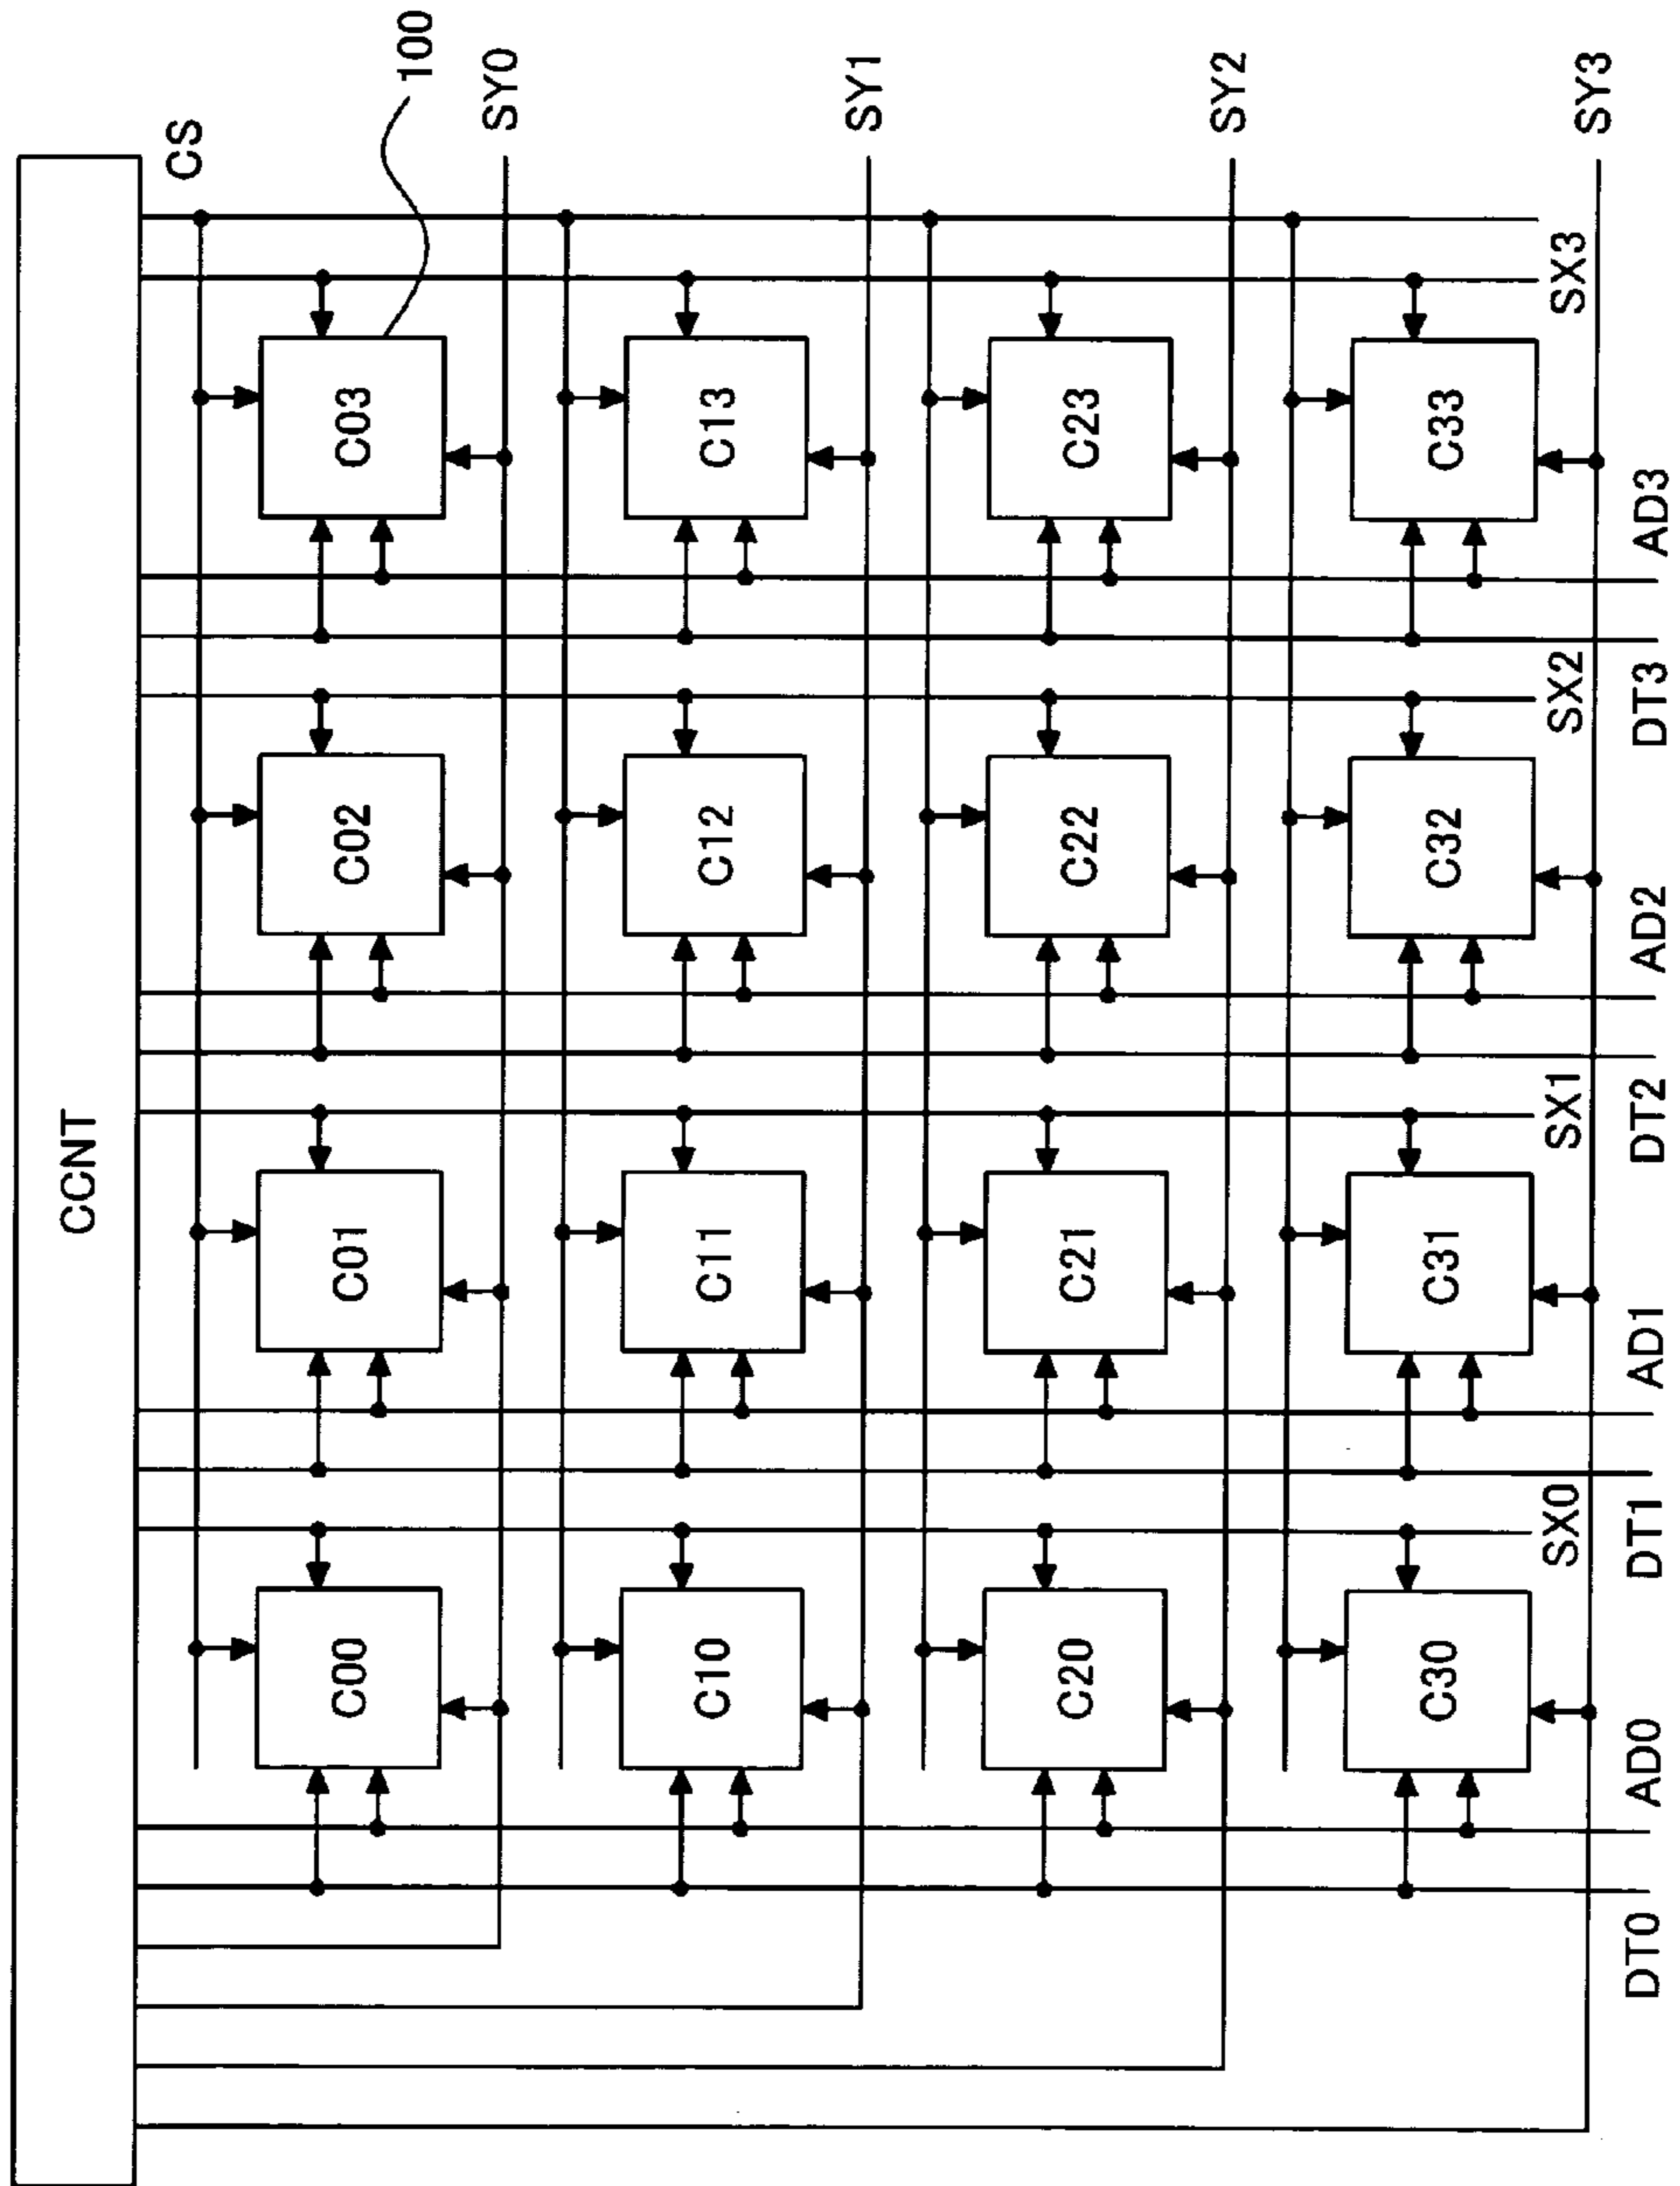 CCNT
CS
100
C00
C01
C02
C03
SY0
C10
C11
C12
C13
SY1
C20
C21
C22
C23
SY2
C30
C31
C32
C33
SX0
SX1
SX2
SX3
SY3
DT0
AD0
DT1
AD1
DT2
AD2
DT3
AD3